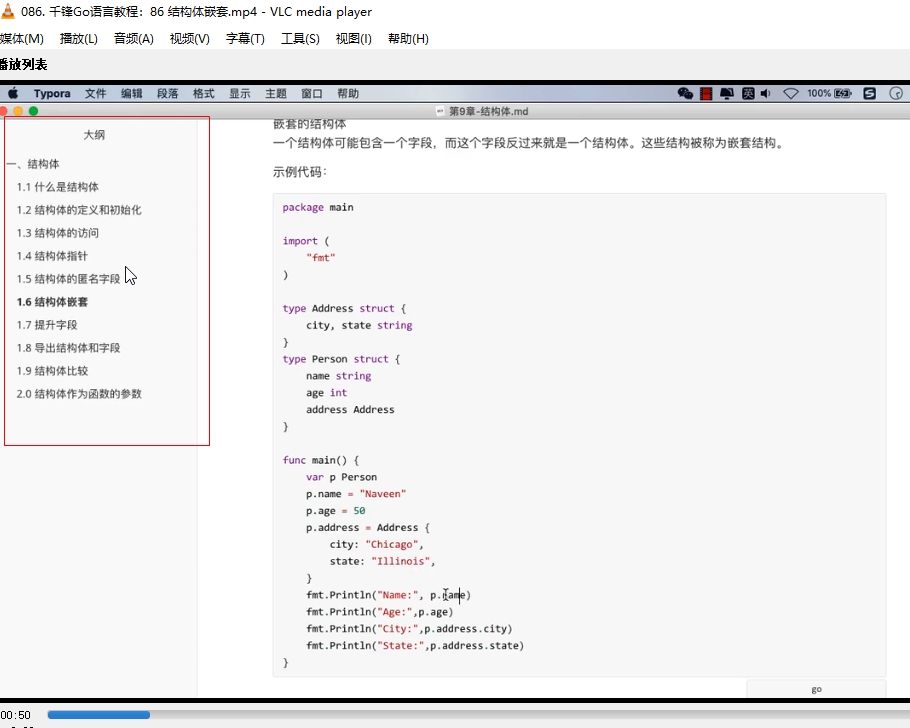 086. 千锋Go语言教程：86 结构体嵌套.mp4 - VLC media player
媒体(M) 播放(L) 音频(A) 视频(V) 字幕(T) 工具(S) 视图(I) 帮助(H)
播放列表
Typora 文件 编辑 段落 格式 显示 主题 窗口 帮助 英 100%
第9章-结构体.md
大纲
一、结构体
1.1 什么是结构体
1.2 结构体的定义和初始化
1.3 结构体的访问
1.4 结构体指针
1.5 结构体的匿名字段
1.6 结构体嵌套
1.7 提升字段
1.8 导出结构体和字段
1.9 结构体比较
2.0 结构体作为函数的参数
嵌套的结构体
一个结构体可能包含一个字段，而这个字段反过来就是一个结构体。这些结构被称为嵌套结构。
示例代码：
package main
import (
"fmt"
)
type Address struct {
city, state string
}
type Person struct {
name string
age int
address Address
}
func main() {
var p Person
p.name = "Naveen"
p.age = 50
p.address = Address {
city: "Chicago",
state: "Illinois",
}
fmt.Println("Name:", p.name)
fmt.Println("Age:",p.age)
fmt.Println("City:",p.address.city)
fmt.Println("State:",p.address.state)
}
go
00:50